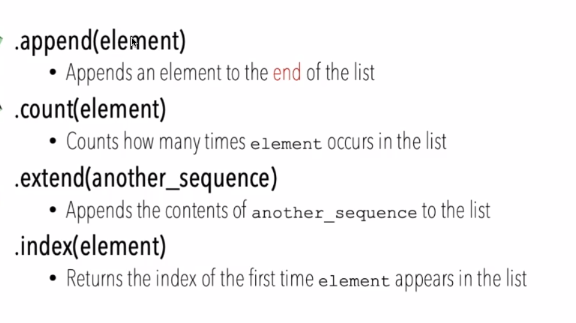 .append(element)
• Appends an element to the end of the list
.count(element)
• Counts how many times element occurs in the list
.extend(another_sequence)
• Appends the contents of another_sequence to the list
.index(element)
• Returns the index of the first time element appears in the list